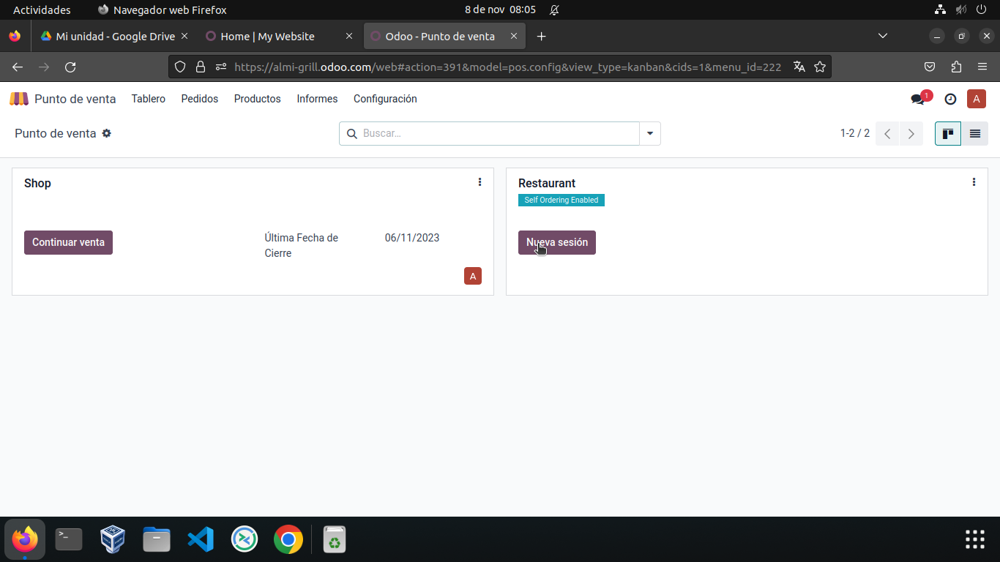 Actividades
Navegador web Firefox
8 de nov 08:05
Mi unidad - Google Drive
Home | My Website
Odoo - Punto de venta
https://almi-grill.odoo.com/web#action=391&model=pos.config&view_type=kanban&cids=1&menu_id=222
Punto de venta
Tablero
Pedidos
Productos
Informes
Configuración
1
A
Punto de venta
Buscar...
1-2 / 2
Shop
Continuar venta
Última Fecha de
Cierre
06/11/2023
A
Restaurant
Self Ordering Enabled
Nueva sesión